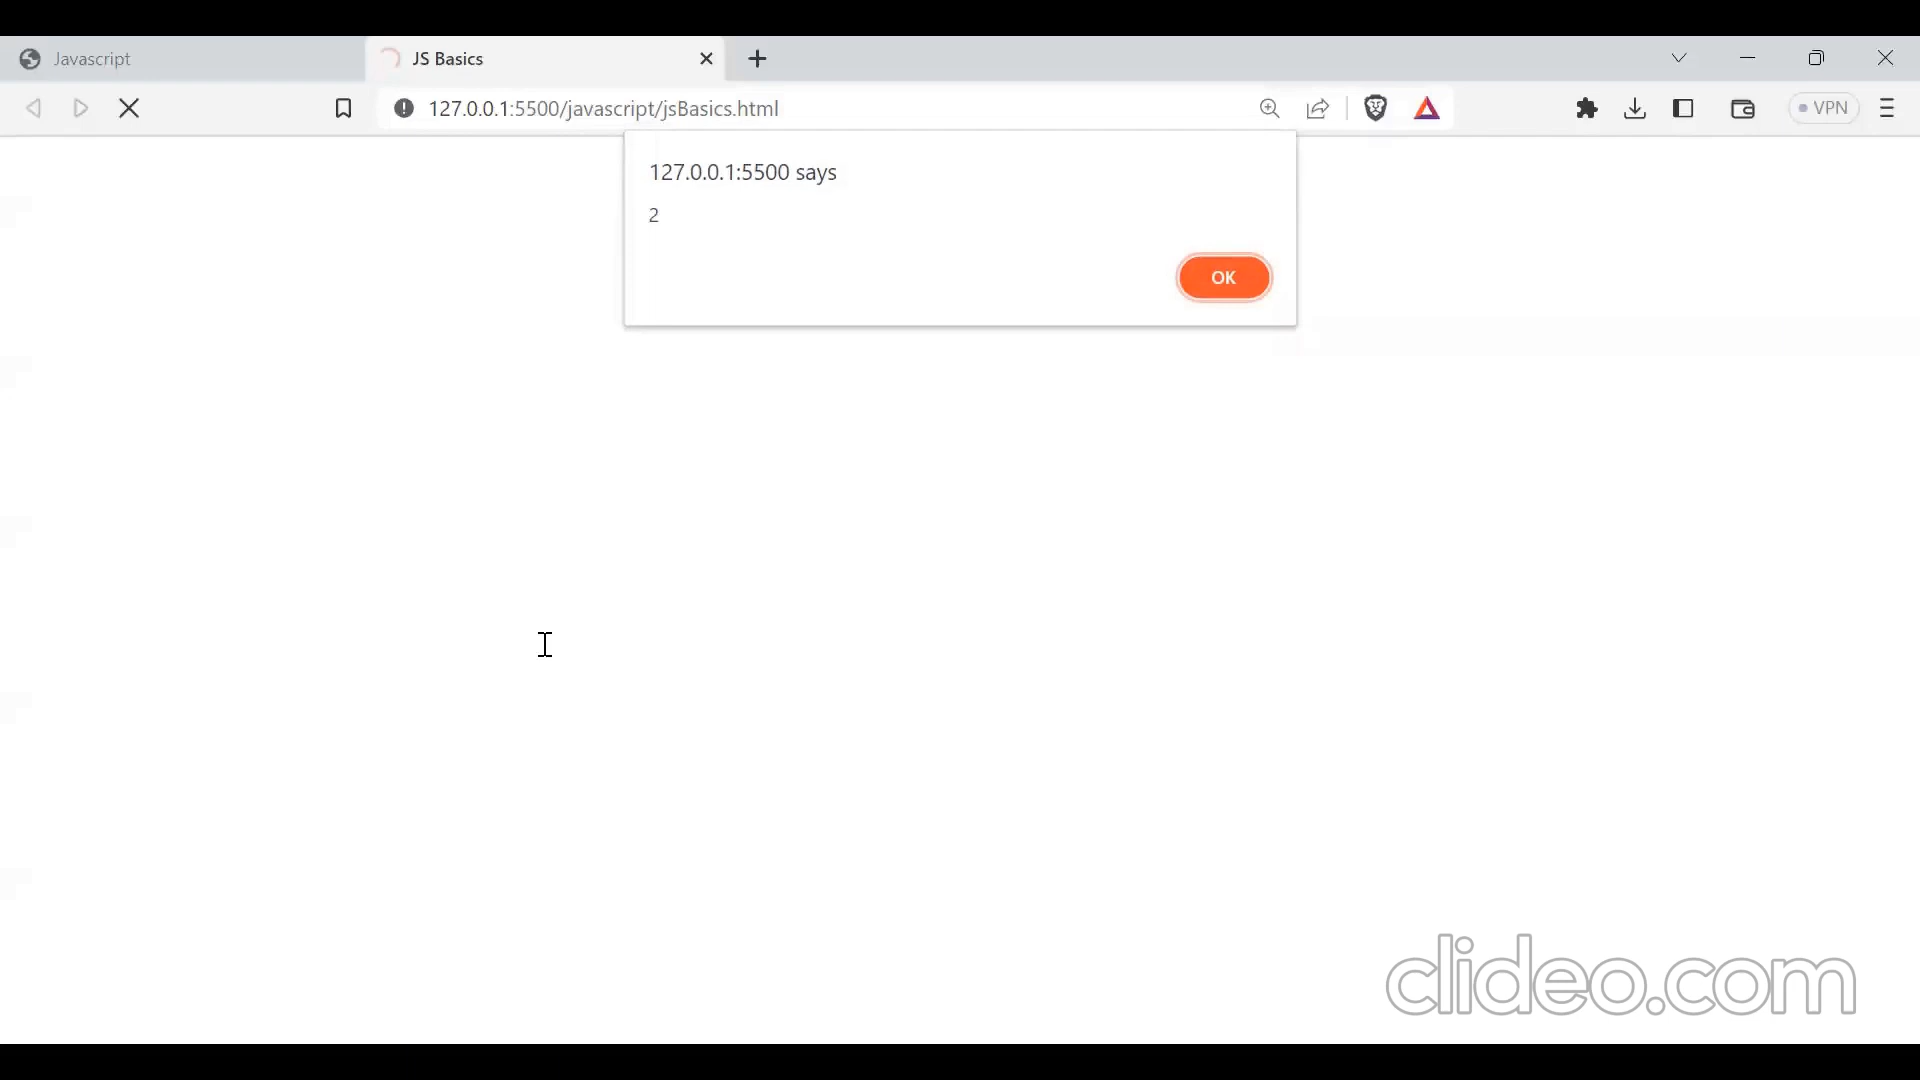 Javascript
JS Basics
127.0.0.1:5500/javascript/jsBasics.html
VPN
127.0.0.1:5500 says
2
OK
clideo.com